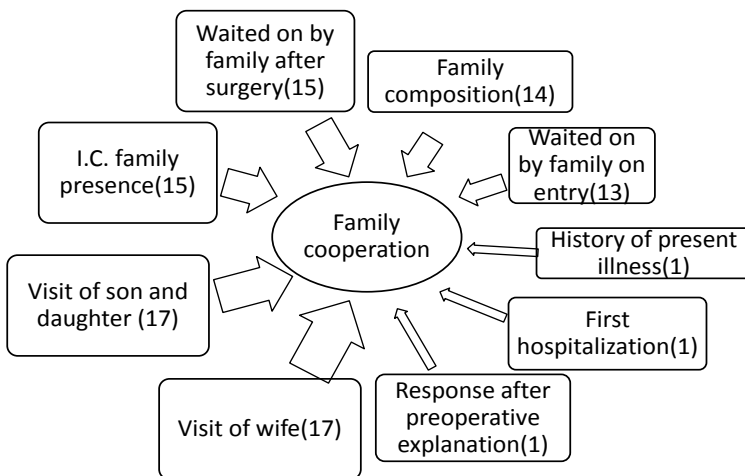 Waited on by
family after
surgery(15)
Family
composition(14)
I.C. family
presence(15)
Waited on
by family on
entry(13)
Family
cooperation
History of present
illness(1)
Visit of son and
daughter (17)
First
hospitalization(1)
Visit of wife(17)
Response after
preoperative
explanation(1)